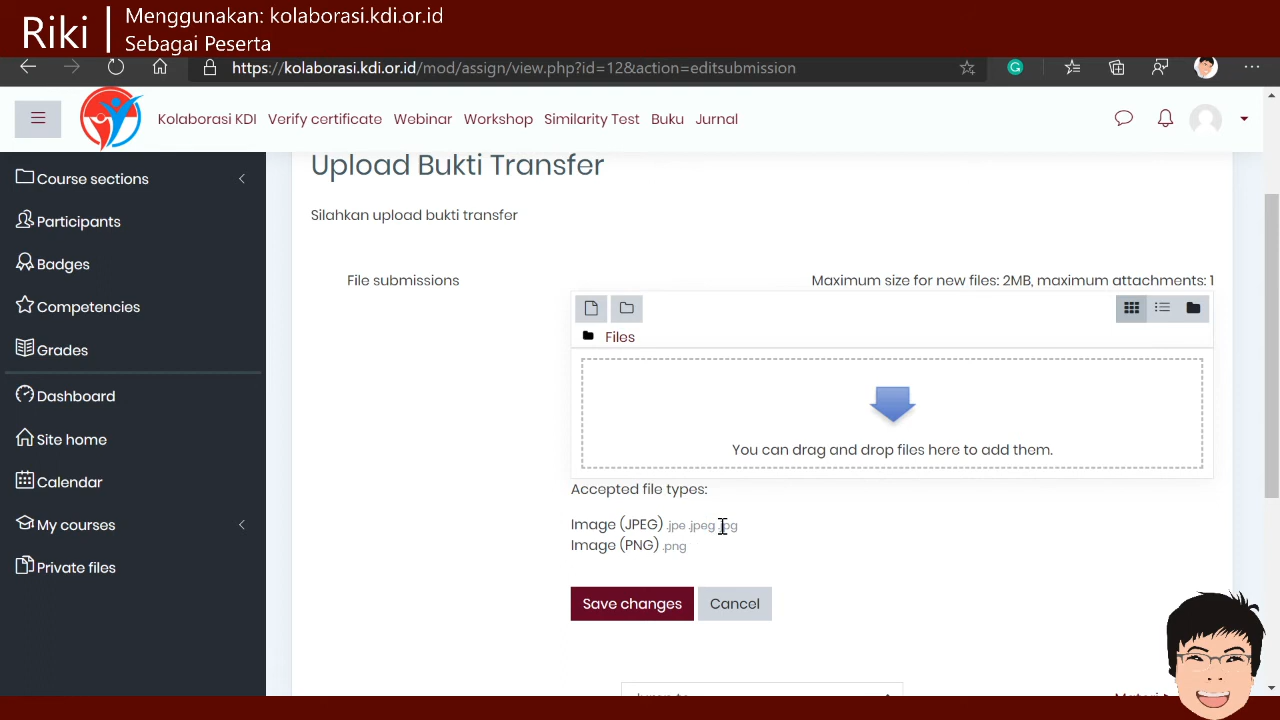 Riki
Menggunakan: kolaborasi.kdi.or.id
Sebagai Peserta
https://kolaborasi.kdi.or.id/mod/assign/view.php?id=12&action=editsubmission
Kolaborasi KDI Verify certificate Webinar Workshop Similarity Test Buku Jurnal
Course sections
Participants
Badges
Competencies
Grades
Dashboard
Site home
Calendar
My courses
Private files
Upload Bukti Transfer
Silahkan upload bukti transfer
File submissions
Maximum size for new files: 2MB, maximum attachments: 1
Files
You can drag and drop files here to add them.
Accepted file types:
Image (JPEG) .jpe .jpeg .jpg
Image (PNG) .png
Save changes Cancel